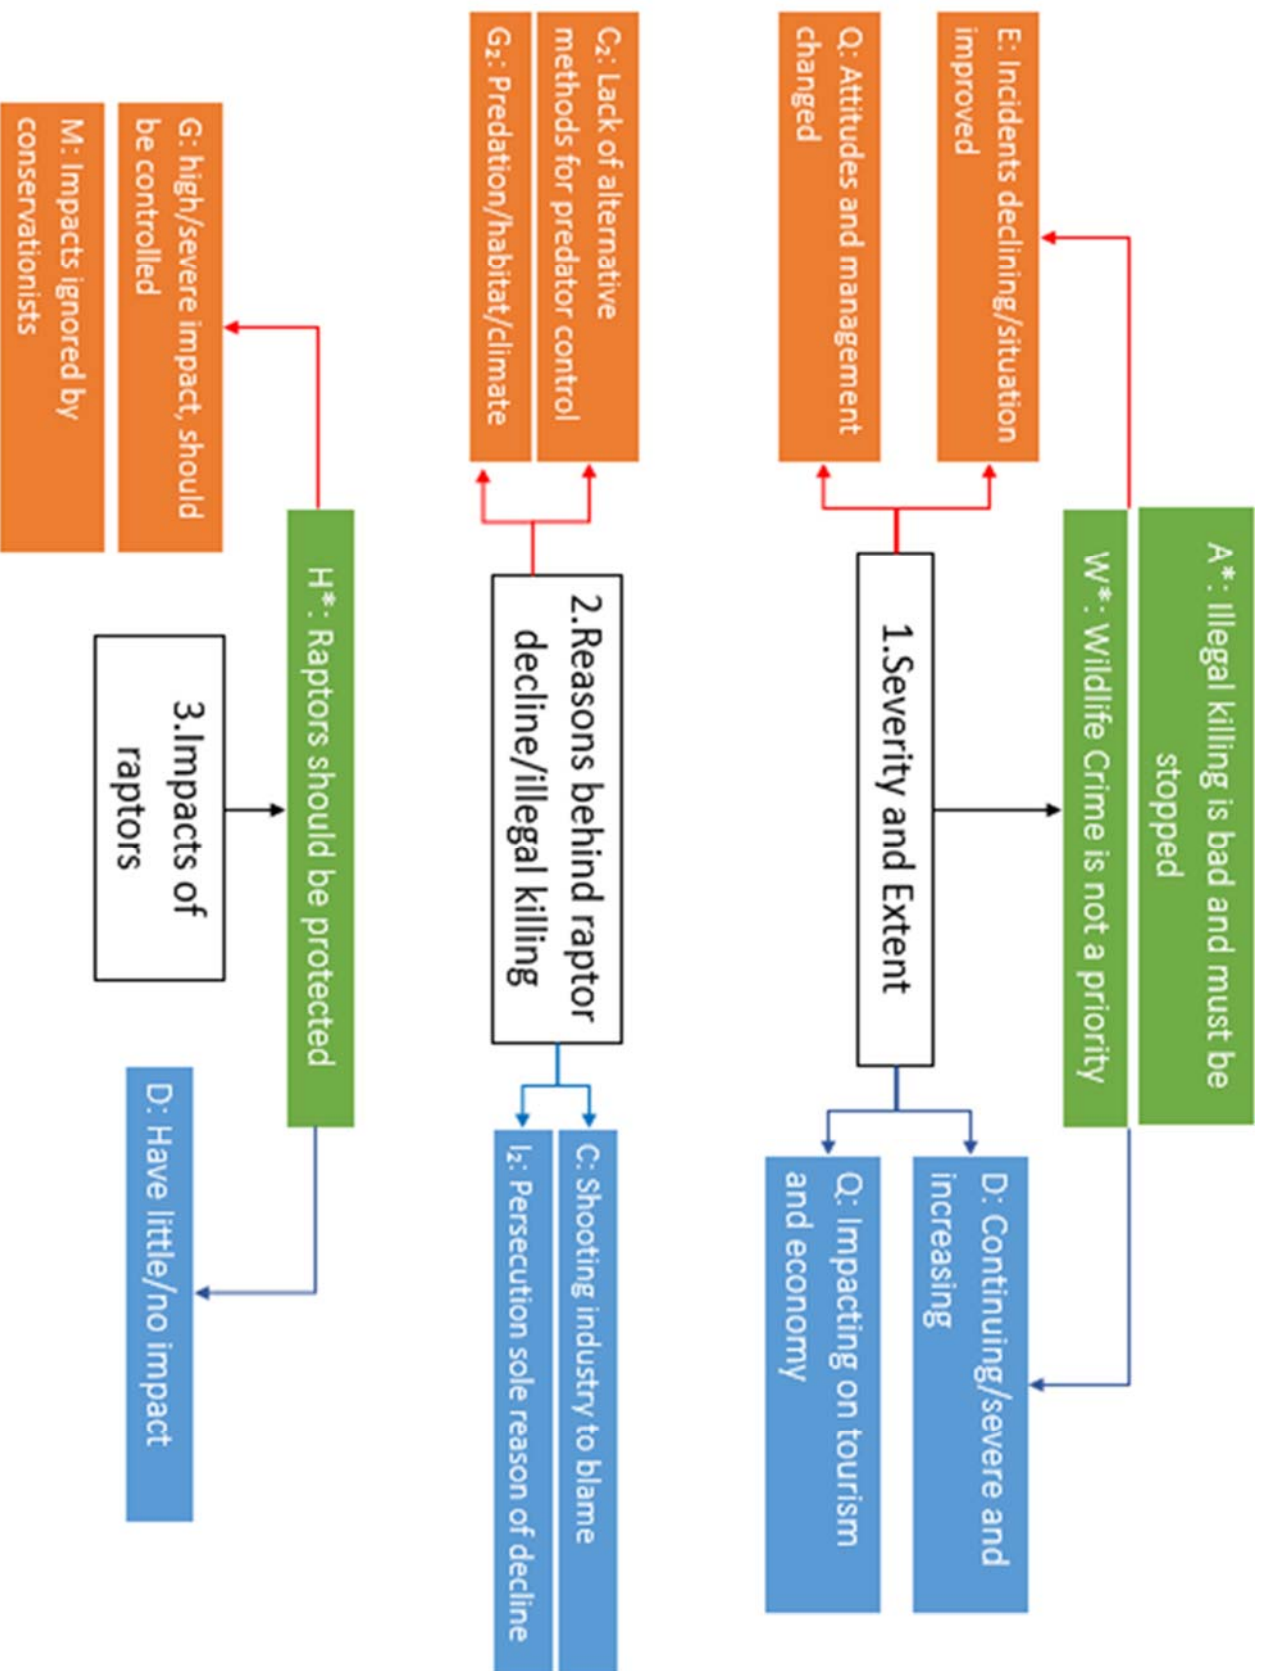 A*: Illegal killing is bad and must be
stopped
W*: Wildlife Crime is not a priority
E: Incidents declining/situation
improved
Q: Attitudes and management
changed
1.Severity and Extent
D: Continuing/severe and
increasing
Q: Impacting on tourism
and economy
C₂: Lack of alternative
methods for predator control
G₂: Predation/habitat/climate
2.Reasons behind raptor
decline/illegal killing
C: Shooting industry to blame
I₂: Persecution sole reason of decline
H*: Raptors should be protected
G: high/severe impact, should
be controlled
M: Impacts ignored by
conservationists
3.Impacts of
raptors
D: Have little/no impact